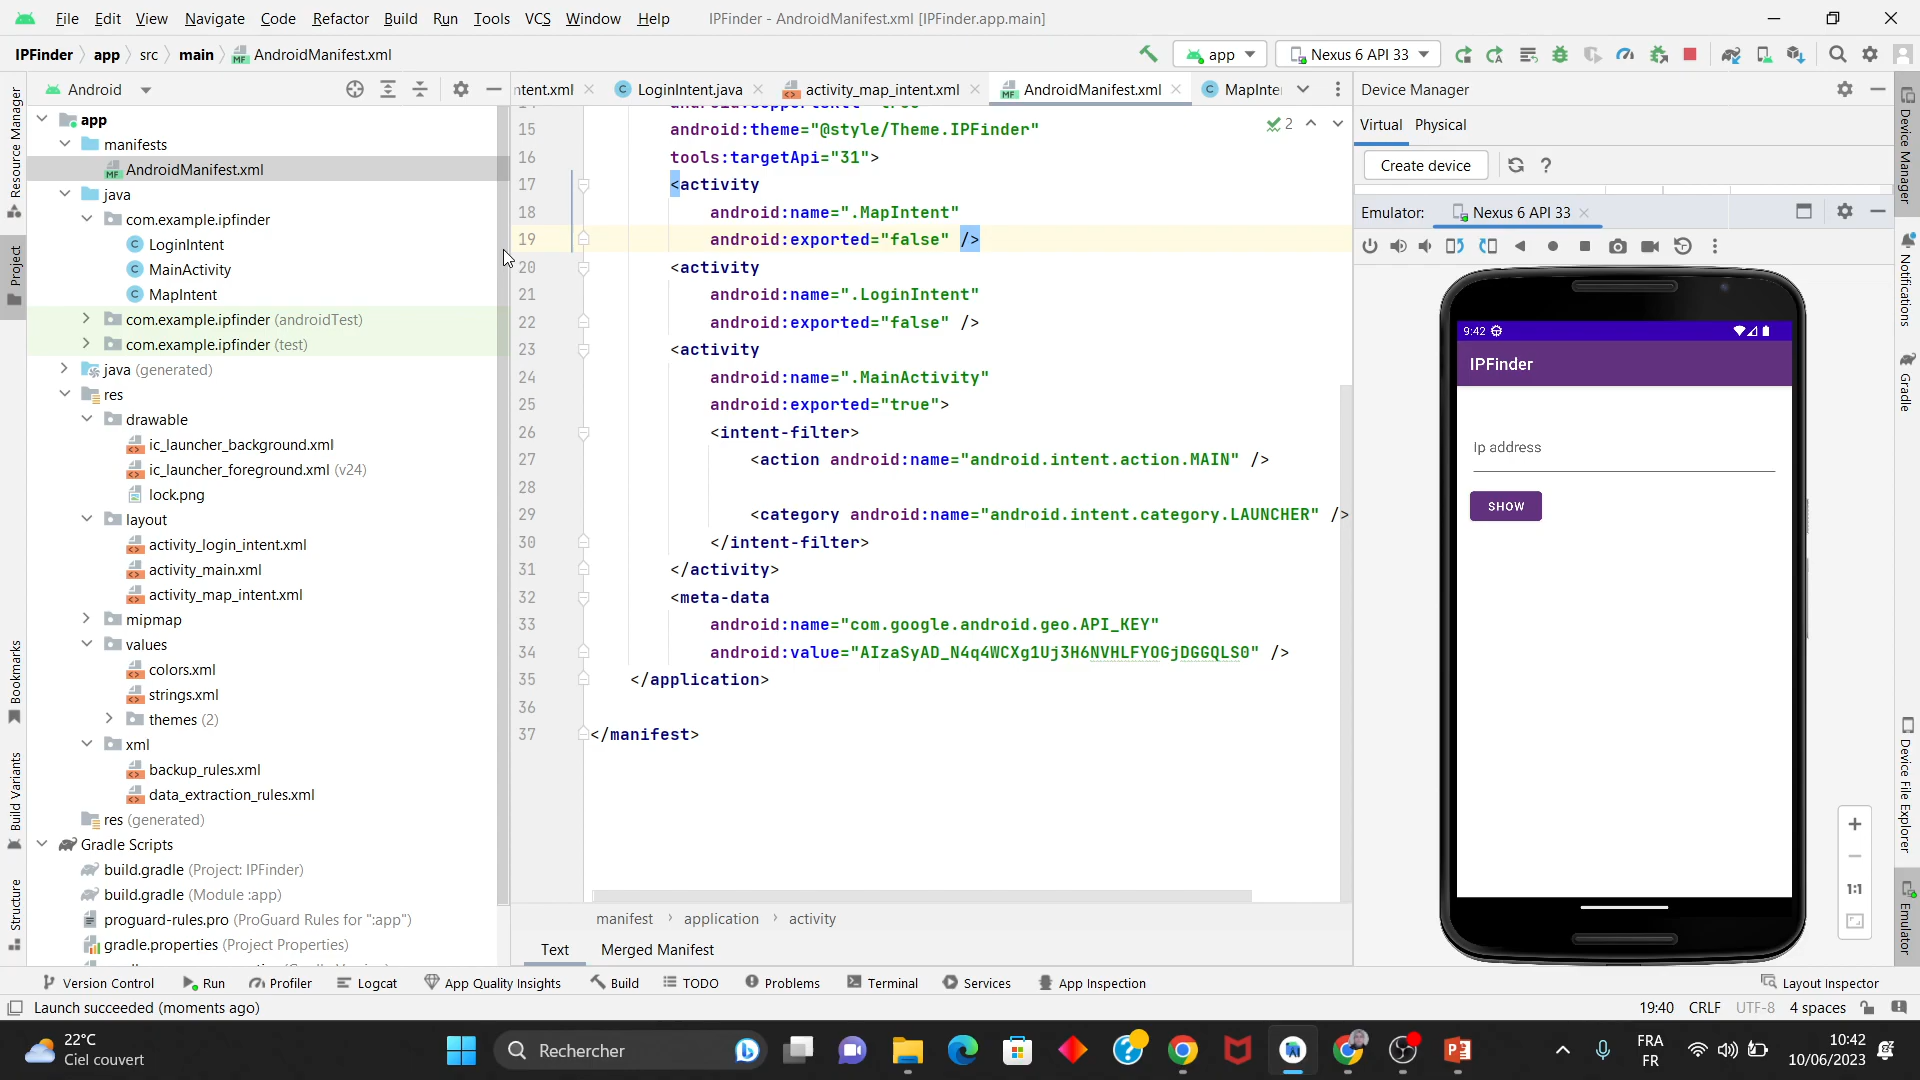 File Edit View Navigate Code Refactor Build Run Tools VCS Window Help IPFinder - AndroidManifest.xml [IPFinder.app.main]
IPFinder app src main AndroidManifest.xml app Nexus 6 API 33
Android ntent.xml LoginIntent.java activity_map_intent.xml AndroidManifest.xml MapInte Device Manager
Virtual Physical
Create device
Emulator: Nexus 6 API 33
app
manifests
AndroidManifest.xml
java
com.example.ipfinder
LoginIntent
MainActivity
MapIntent
com.example.ipfinder (androidTest)
com.example.ipfinder (test)
java (generated)
res
drawable
ic_launcher_background.xml
ic_launcher_foreground.xml (v24)
lock.png
layout
activity_login_intent.xml
activity_main.xml
activity_map_intent.xml
mipmap
values
colors.xml
strings.xml
themes (2)
xml
backup_rules.xml
data_extraction_rules.xml
res (generated)
Gradle Scripts
build.gradle (Project: IPFinder)
build.gradle (Module :app)
proguard-rules.pro (ProGuard Rules for ":app")
gradle.properties (Project Properties)
2
15 android:theme="@style/Theme.IPFinder"
16 tools:targetApi="31">
17 <activity
18 android:name=".MapIntent"
19 android:exported="false" />
20 <activity
21 android:name=".LoginIntent"
22 android:exported="false" />
23 <activity
24 android:name=".MainActivity"
25 android:exported="true">
26 <intent-filter>
27 <action android:name="android.intent.action.MAIN" />
28
29 <category android:name="android.intent.category.LAUNCHER" />
30 </intent-filter>
31 </activity>
32 <meta-data
33 android:name="com.google.android.geo.API_KEY"
34 android:value="AIzaSyAD_N4q4WCXg1Uj3H6NVHLFYOGjDGGQLS0" />
35 </application>
36
37 </manifest>
manifest application activity
Text Merged Manifest
9:42
IPFinder
Ip address
SHOW
1:1
Resource Manager
Project
Bookmarks
Build Variants
Structure
Device Manager
Notifications
Gradle
Device File Explorer
Emulator
Version Control Run Profiler Logcat App Quality Insights Build TODO Problems Terminal Services App Inspection Layout Inspector
Launch succeeded (moments ago) 19:40 CRLF UTF-8 4 spaces
22°C
Ciel couvert
Rechercher
FRA
FR
10:42
10/06/2023